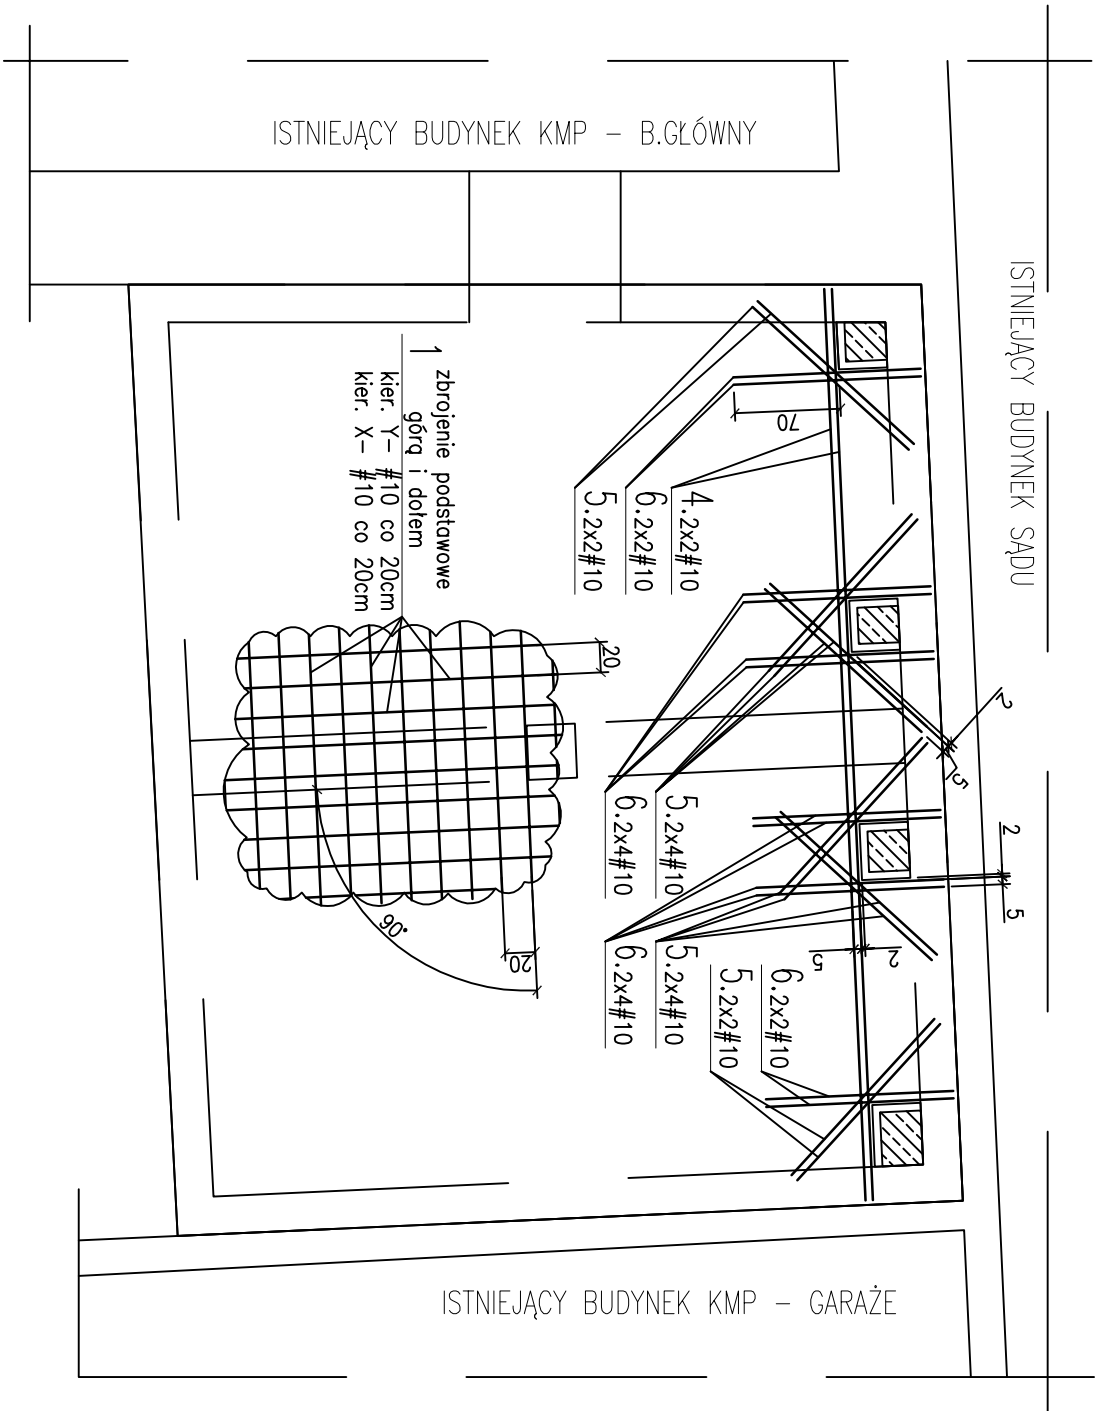 ISTNIEJĄCY BUDYNEK KMP – B.GŁÓWNY
ISTNIEJĄCY BUDYNEK SĄDU
1 zbrojenie podstawowe
górą i dołem
kier. Y– #10 co 20cm
kier. X– #10 co 20cm
70
4.2x2#10
6.2x2#10
5.2x2#10
20
2
5
5.2x4#10
6.2x4#10
2
5
90°
20
5
2
5.2x4#10
6.2x4#10
6.2x2#10
5.2x2#10
ISTNIEJĄCY BUDYNEK KMP – GARAŻE